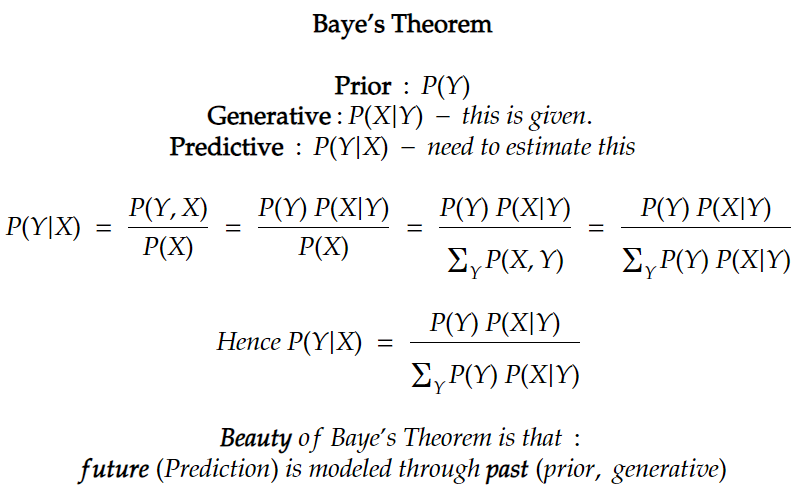 Baye's Theorem
Prior : P(Y)
Generative : P(X|Y) – this is given.
Predictive : P(Y|X) – need to estimate this
P(Y|X) = P(Y, X) / P(X) = P(Y) P(X|Y) / P(X) = P(Y) P(X|Y) / ∑_Y P(X, Y) = P(Y) P(X|Y) / ∑_Y P(Y) P(X|Y)
Hence P(Y|X) = P(Y) P(X|Y) / ∑_Y P(Y) P(X|Y)
Beauty of Baye's Theorem is that :
future (Prediction) is modeled through past (prior, generative)